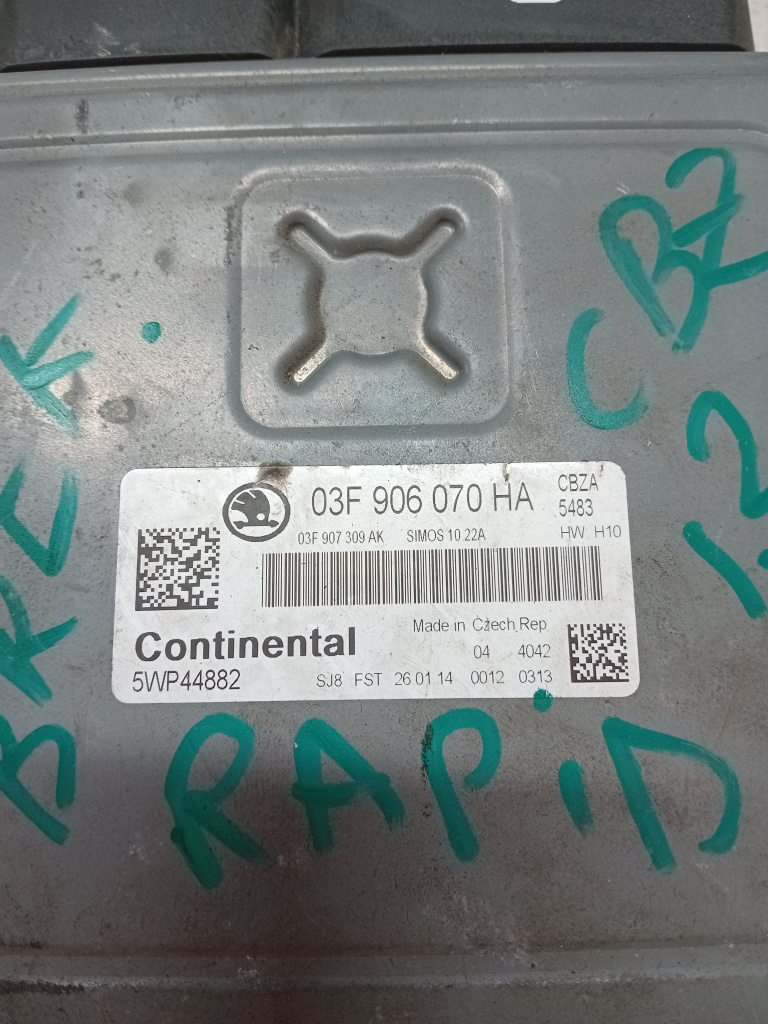 CBZ
1.2
BREK.
03F 906 070 HA
CBZA
5483
03F 907 309 AK SIMOS 10.22A HW H10
Continental
Made in Czech Rep
04 4042
5WP44882
SJ8 FST 26 01 14 0012 0313
RAPiD